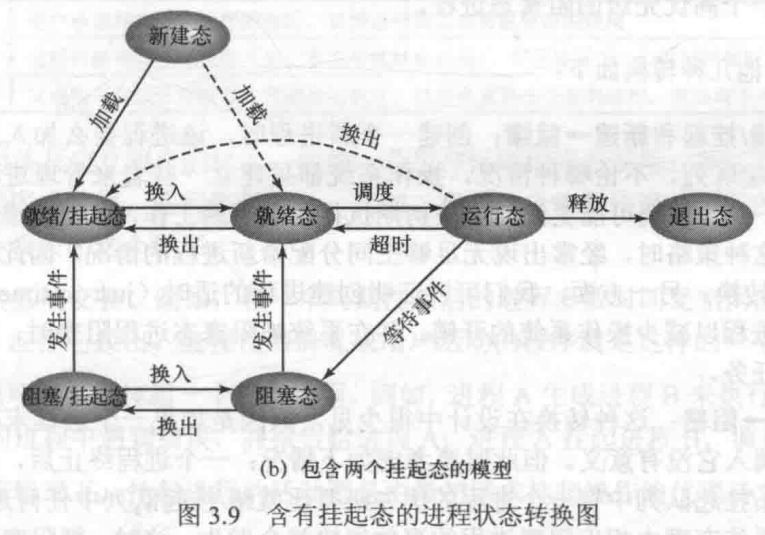 新建态
加载
加载
换出
就绪/挂起态
换入
换出
就绪态
调度
超时
运行态
释放
退出态
发生事件
发生事件
等待事件
阻塞/挂起态
换入
换出
阻塞态
(b) 包含两个挂起态的模型
图 3.9 含有挂起态的进程状态转换图